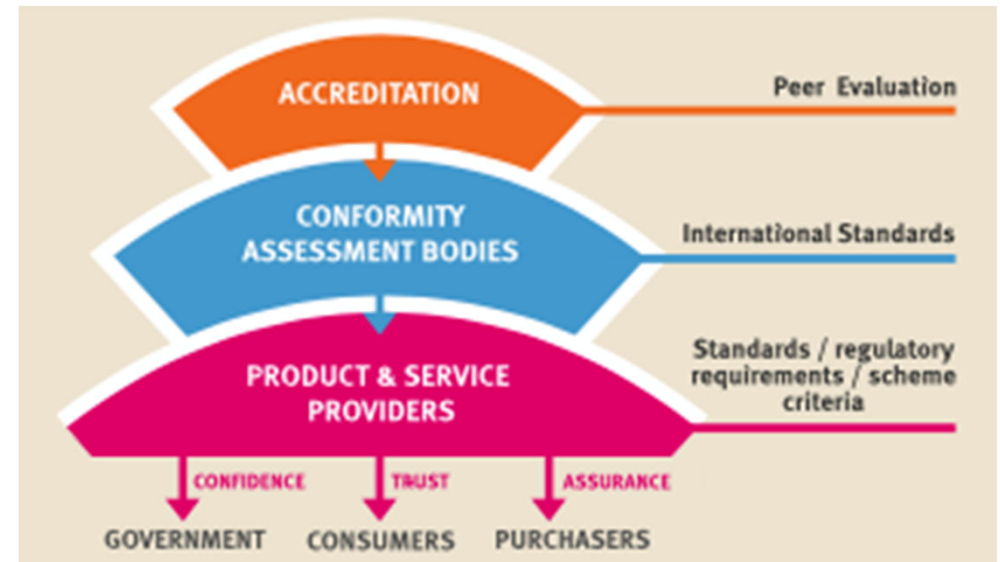 ACCREDITATION
Peer Evaluation
CONFORMITY
ASSESSMENT BODIES
International Standards
PRODUCT & SERVICE
PROVIDERS
Standards / regulatory
requirements / scheme
criteria
CONFIDENCE
TRUST
ASSURANCE
GOVERNMENT
CONSUMERS
PURCHASERS